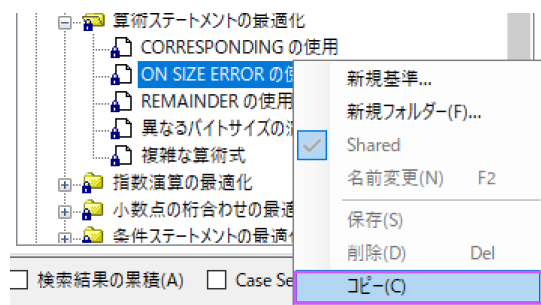 算術ステートメントの最適化
CORRESPONDING の使用
ON SIZE ERROR の
REMAINDER の使用
異なるバイトサイズの
複雑な算術式
指数演算の最適化
小数点の桁合わせの最適
条件ステートメントの最適
検索結果の累積(A)
Case Se
新規基準...
新規フォルダー(F)...
Shared
名前変更(N) F2
保存(S)
削除(D) Del
コピー(C)